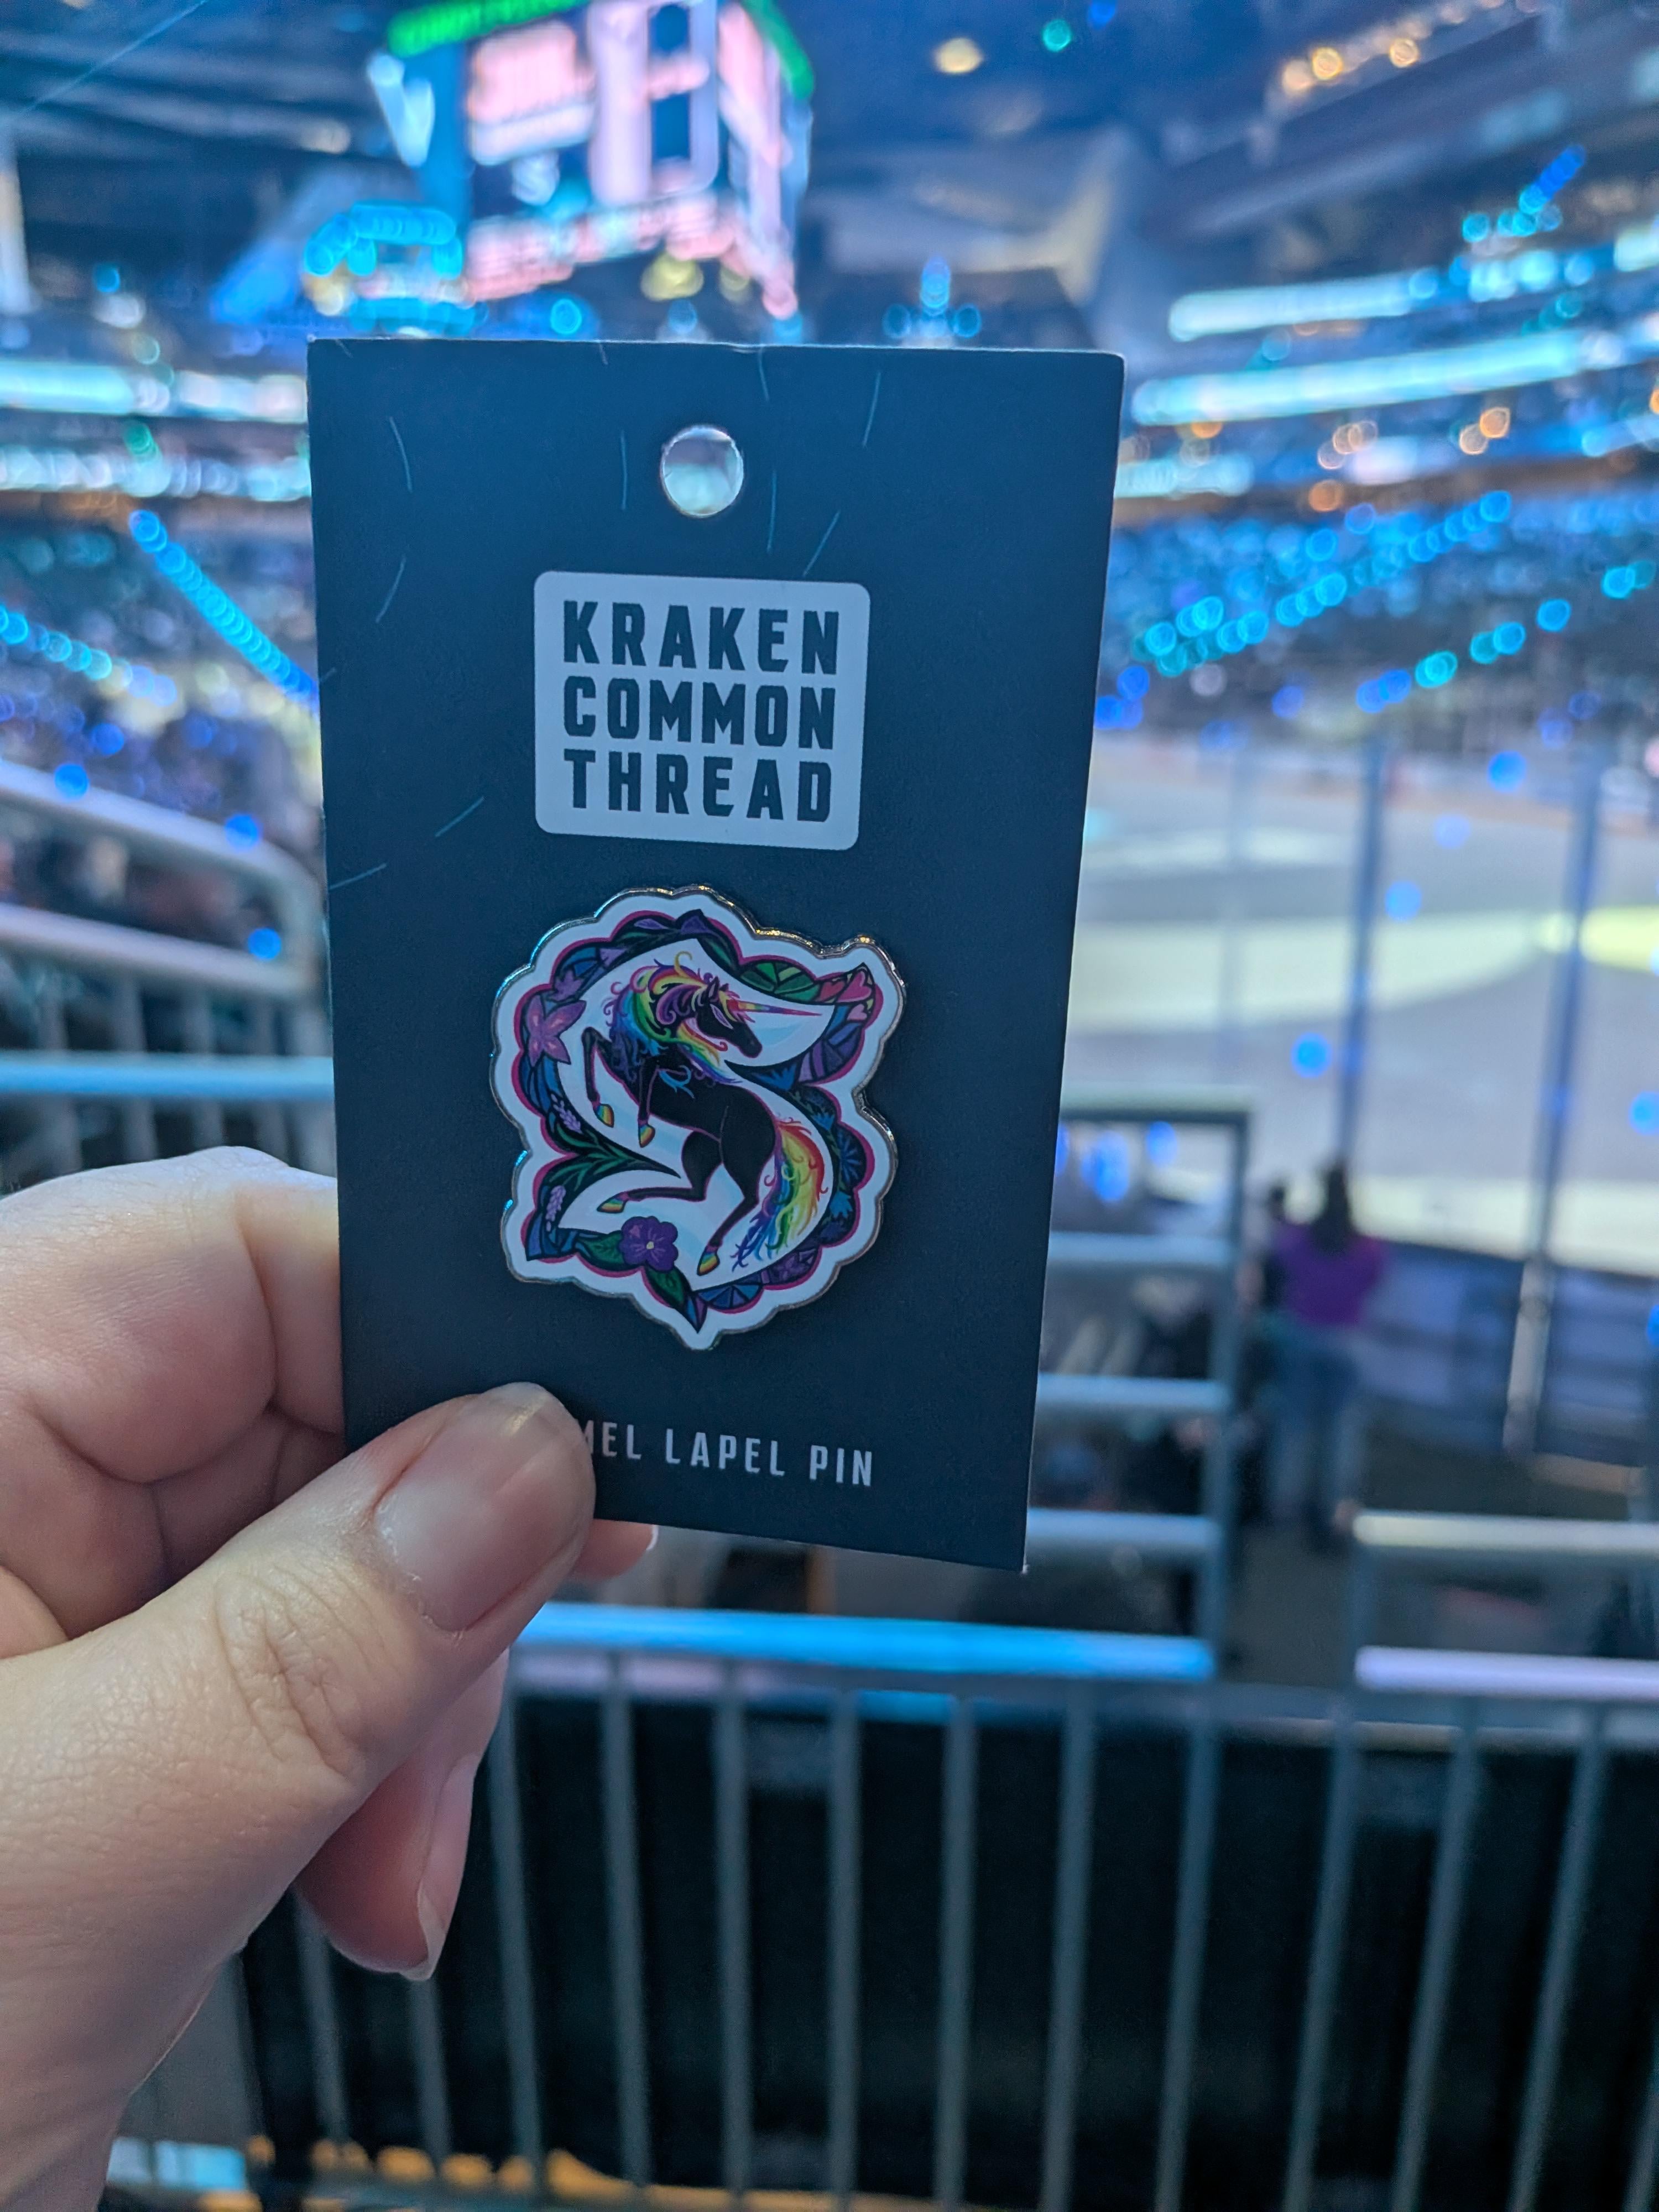 KRAKEN
COMMON
THREAD
MEL LAPEL PIN